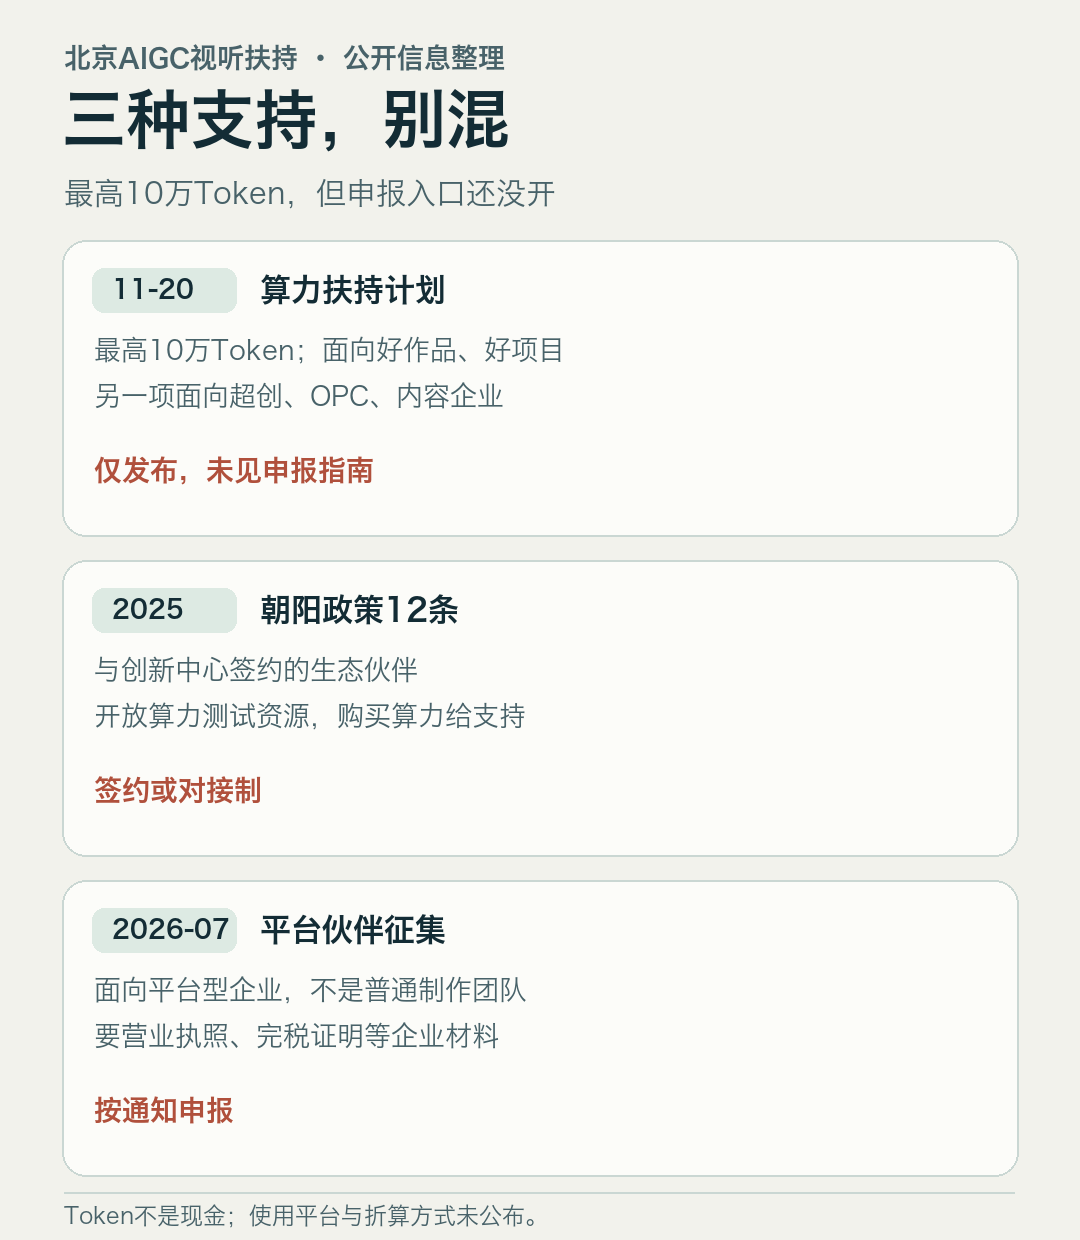 北京AIGC视听扶持 · 公开信息整理
三种支持，别混
最高10万Token，但申报入口还没开
11-20 算力扶持计划
最高10万Token；面向好作品、好项目
另一项面向超创、OPC、内容企业
仅发布，未见申报指南
2025 朝阳政策12条
与创新中心签约的生态伙伴
开放算力测试资源，购买算力给支持
签约或对接制
2026-07 平台伙伴征集
面向平台型企业，不是普通制作团队
要营业执照、完税证明等企业材料
按通知申报
Token不是现金；使用平台与折算方式未公布。